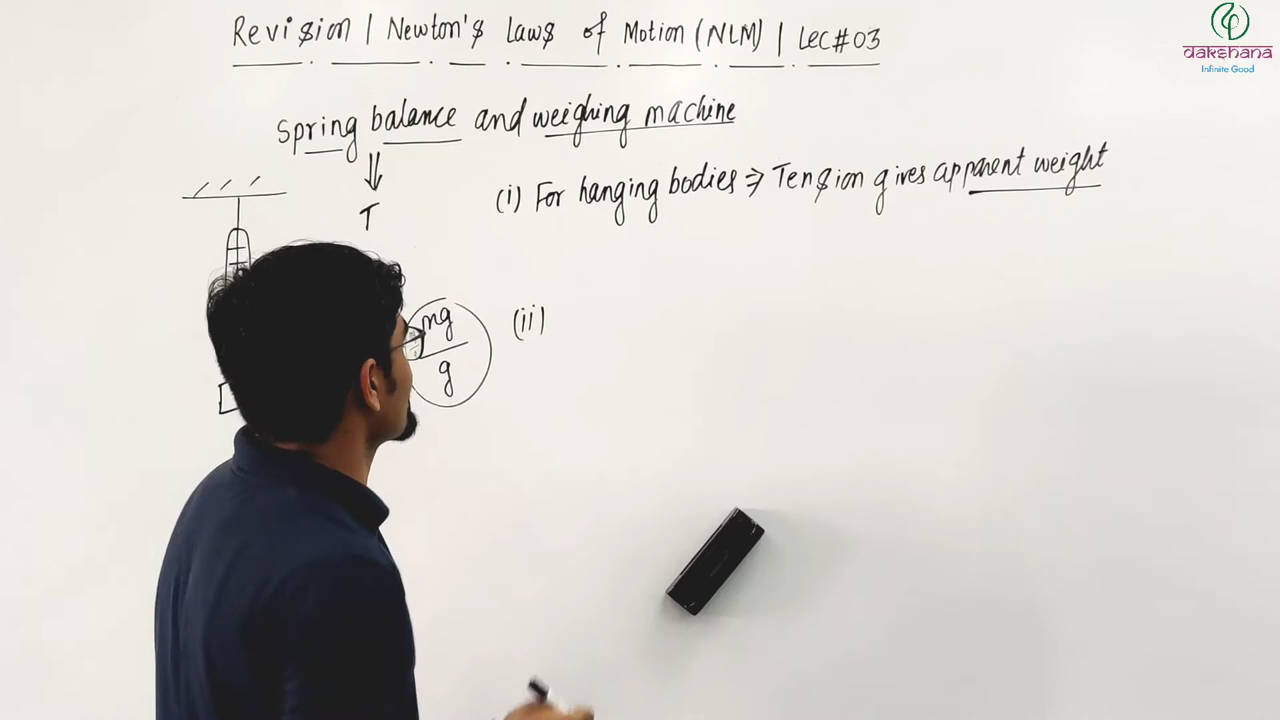 Revision | Newton's Laws of Motion (NLM) | Lec#03
Spring balance and weighing machine
(i) For hanging bodies ⇒ Tension gives apparent weight
T
mg
g
(ii)
dakshana
Infinite Good